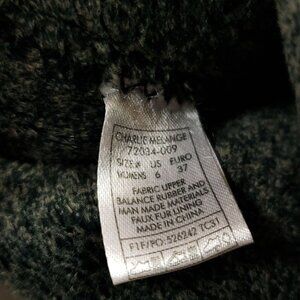 CHARLIE MELANGE
72034-009
SIZE# US EURO
WOMENS 6 37
FABRIC UPPER
BALANCE RUBBER AND
MAN MADE MATERIALS
FAUX FUR LINING
MADE IN CHINA
F1F/PO: 526242 TC31